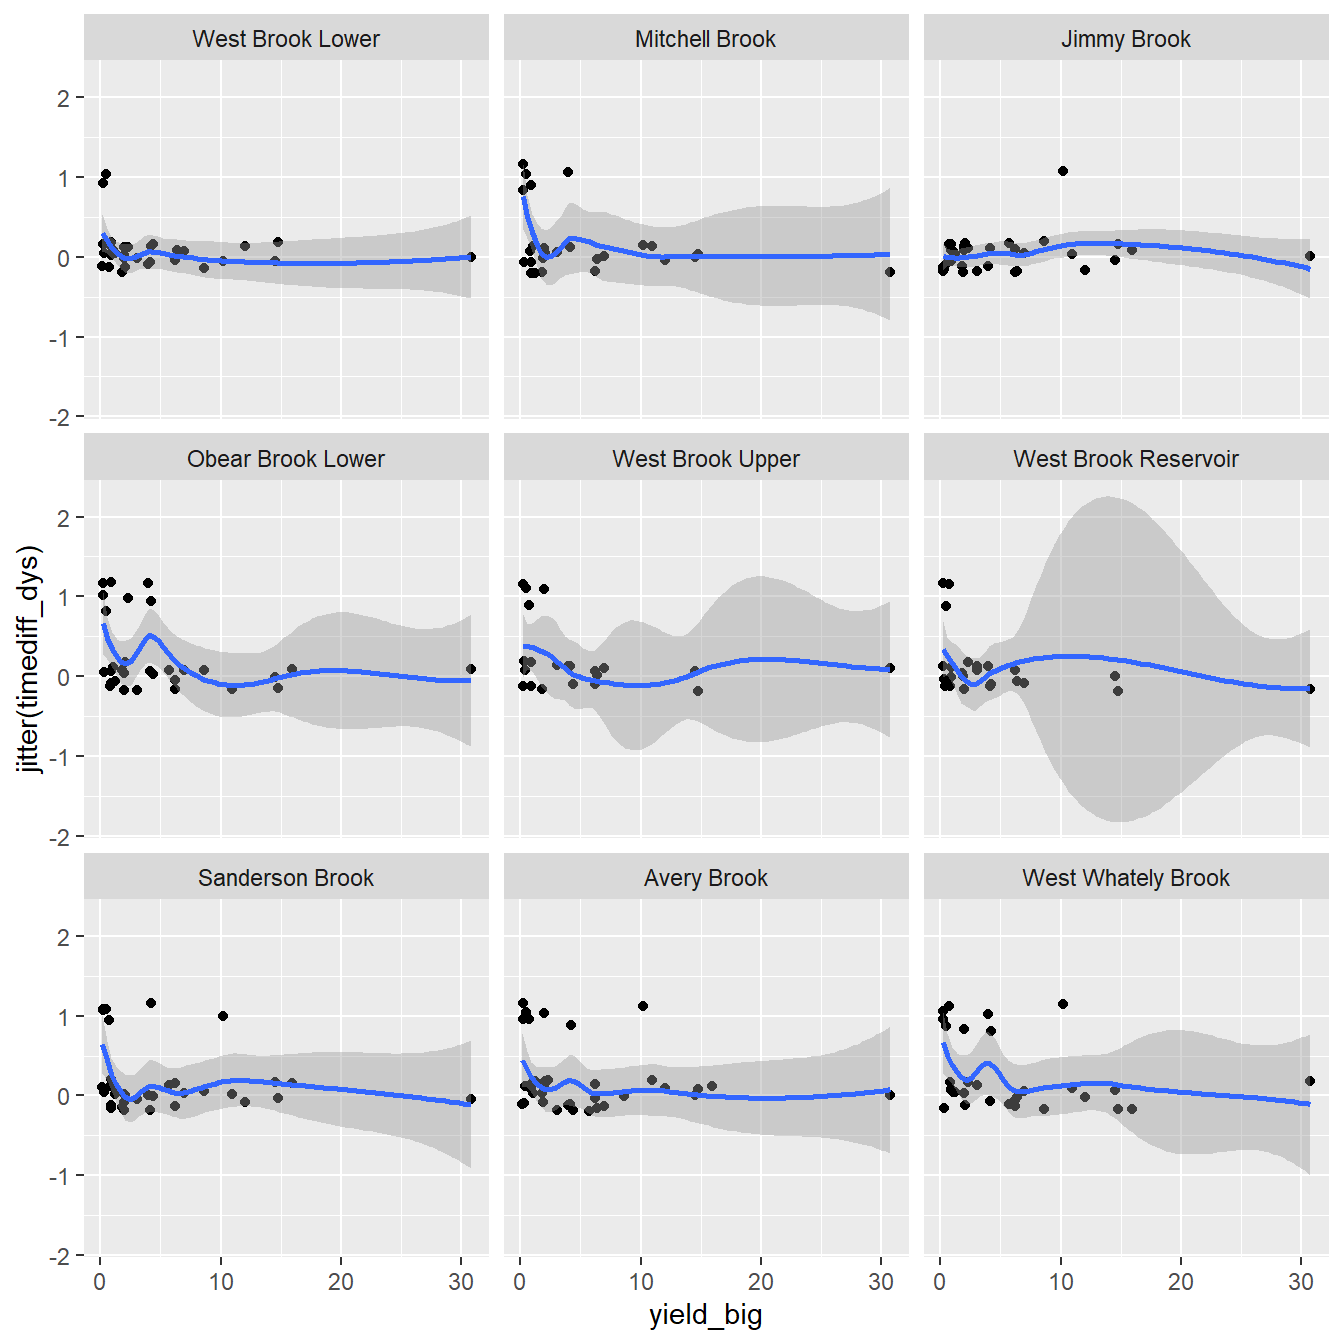 West Brook Lower
Mitchell Brook
Jimmy Brook
2
1
0
-1
-2
Obear Brook Lower
West Brook Upper
West Brook Reservoir
2
1
0
-1
-2
jitter(timediff_dys)
Sanderson Brook
Avery Brook
West Whately Brook
2
1
0
-1
-2
0 10 20 30
0 10 20 30
0 10 20 30
yield_big